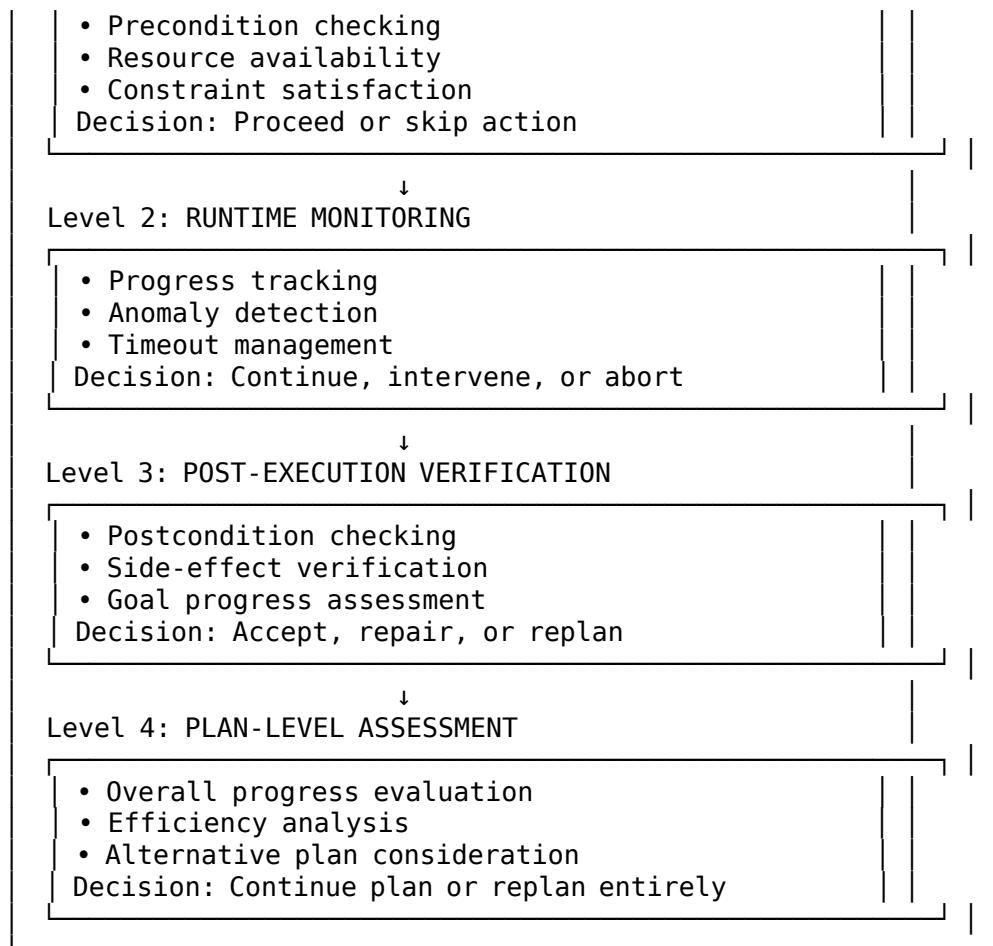 • Precondition checking
• Resource availability
• Constraint satisfaction
Decision: Proceed or skip action
↓
Level 2: RUNTIME MONITORING
• Progress tracking
• Anomaly detection
• Timeout management
Decision: Continue, intervene, or abort
↓
Level 3: POST-EXECUTION VERIFICATION
• Postcondition checking
• Side-effect verification
• Goal progress assessment
Decision: Accept, repair, or replan
↓
Level 4: PLAN-LEVEL ASSESSMENT
• Overall progress evaluation
• Efficiency analysis
• Alternative plan consideration
Decision: Continue plan or replan entirely